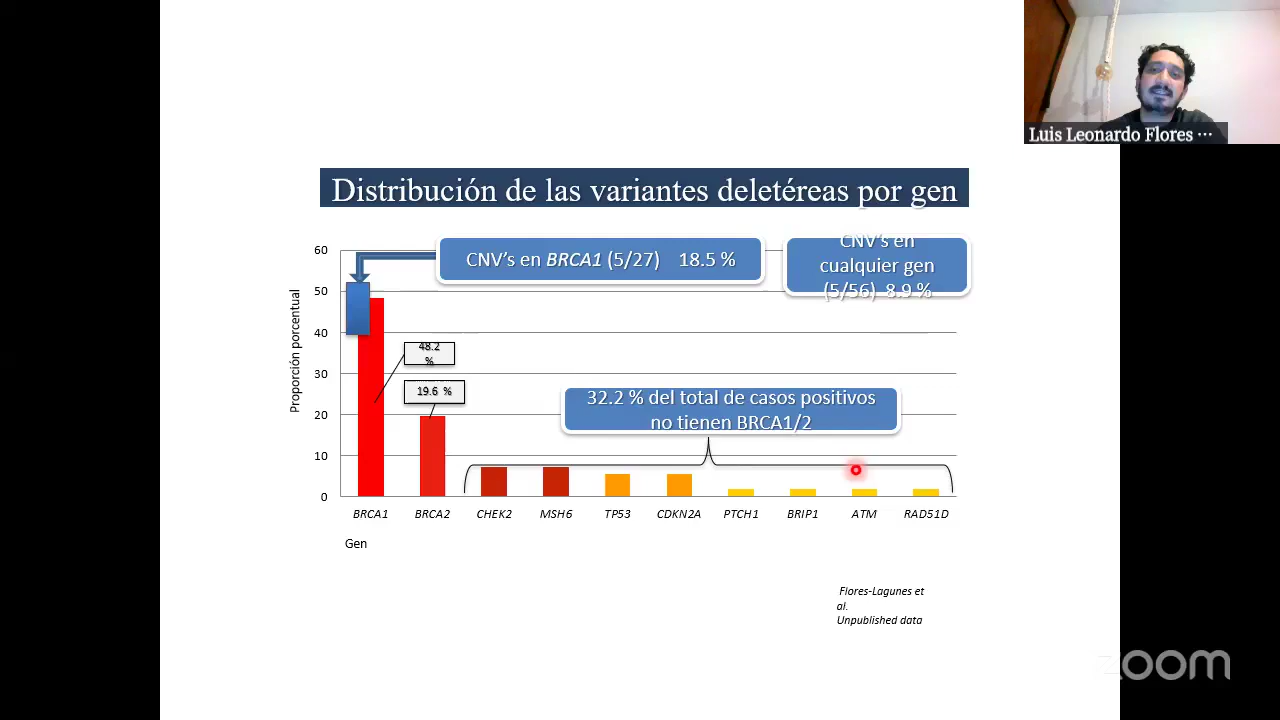 Luis Leonardo Flores ...
Distribución de las variantes deletéreas por gen
CNV's en BRCA1 (5/27) 18.5 %
CNV's en
cualquier gen
(5/56) 8.9 %
Proporción porcentual
60
50
40
30
20
10
0
48.2
%
19.6 %
32.2 % del total de casos positivos
no tienen BRCA1/2
BRCA1 BRCA2 CHEK2 MSH6 TP53 CDKN2A PTCH1 BRIP1 ATM RAD51D
Gen
Flores-Lagunes et
al.
Unpublished data
zoom